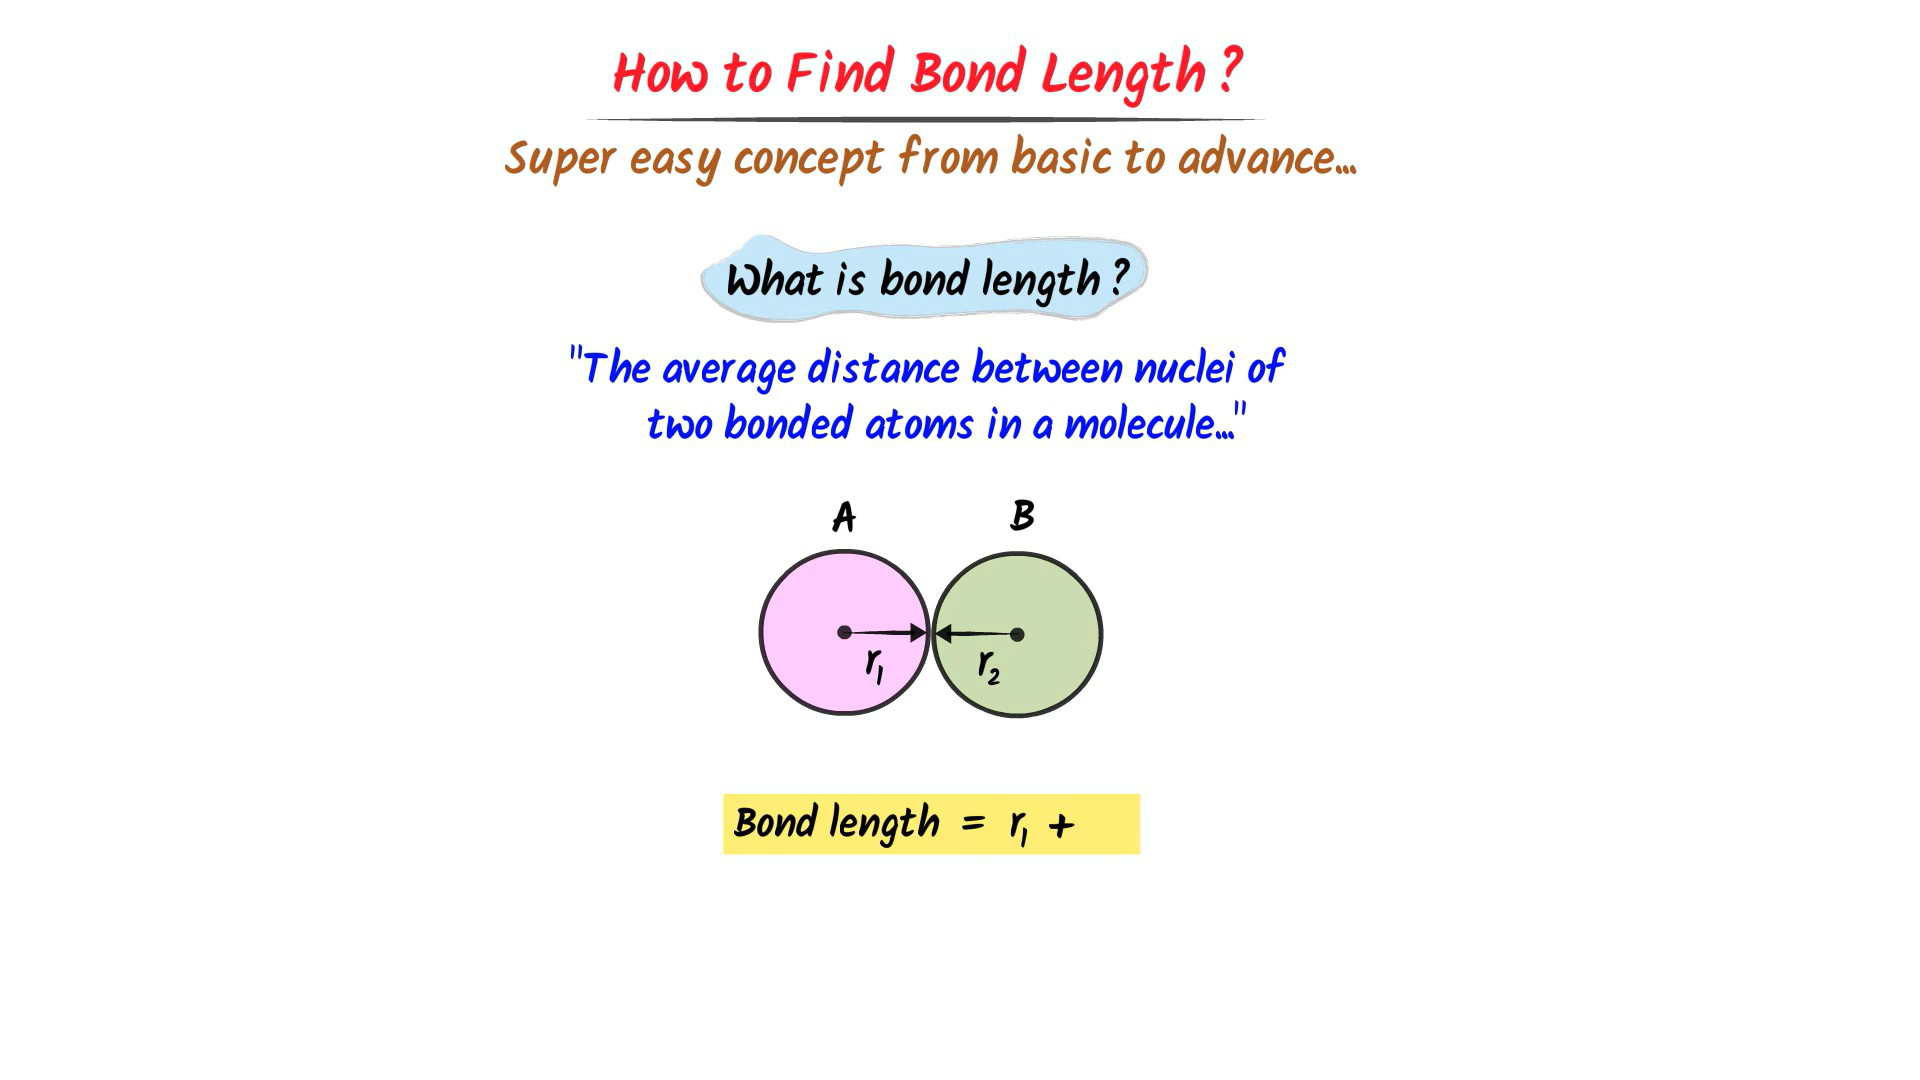 How to Find Bond Length ?
Super easy concept from basic to advance...
What is bond length ?
"The average distance between nuclei of
two bonded atoms in a molecule..."
A B
r₁ r₂
Bond length = r₁ +